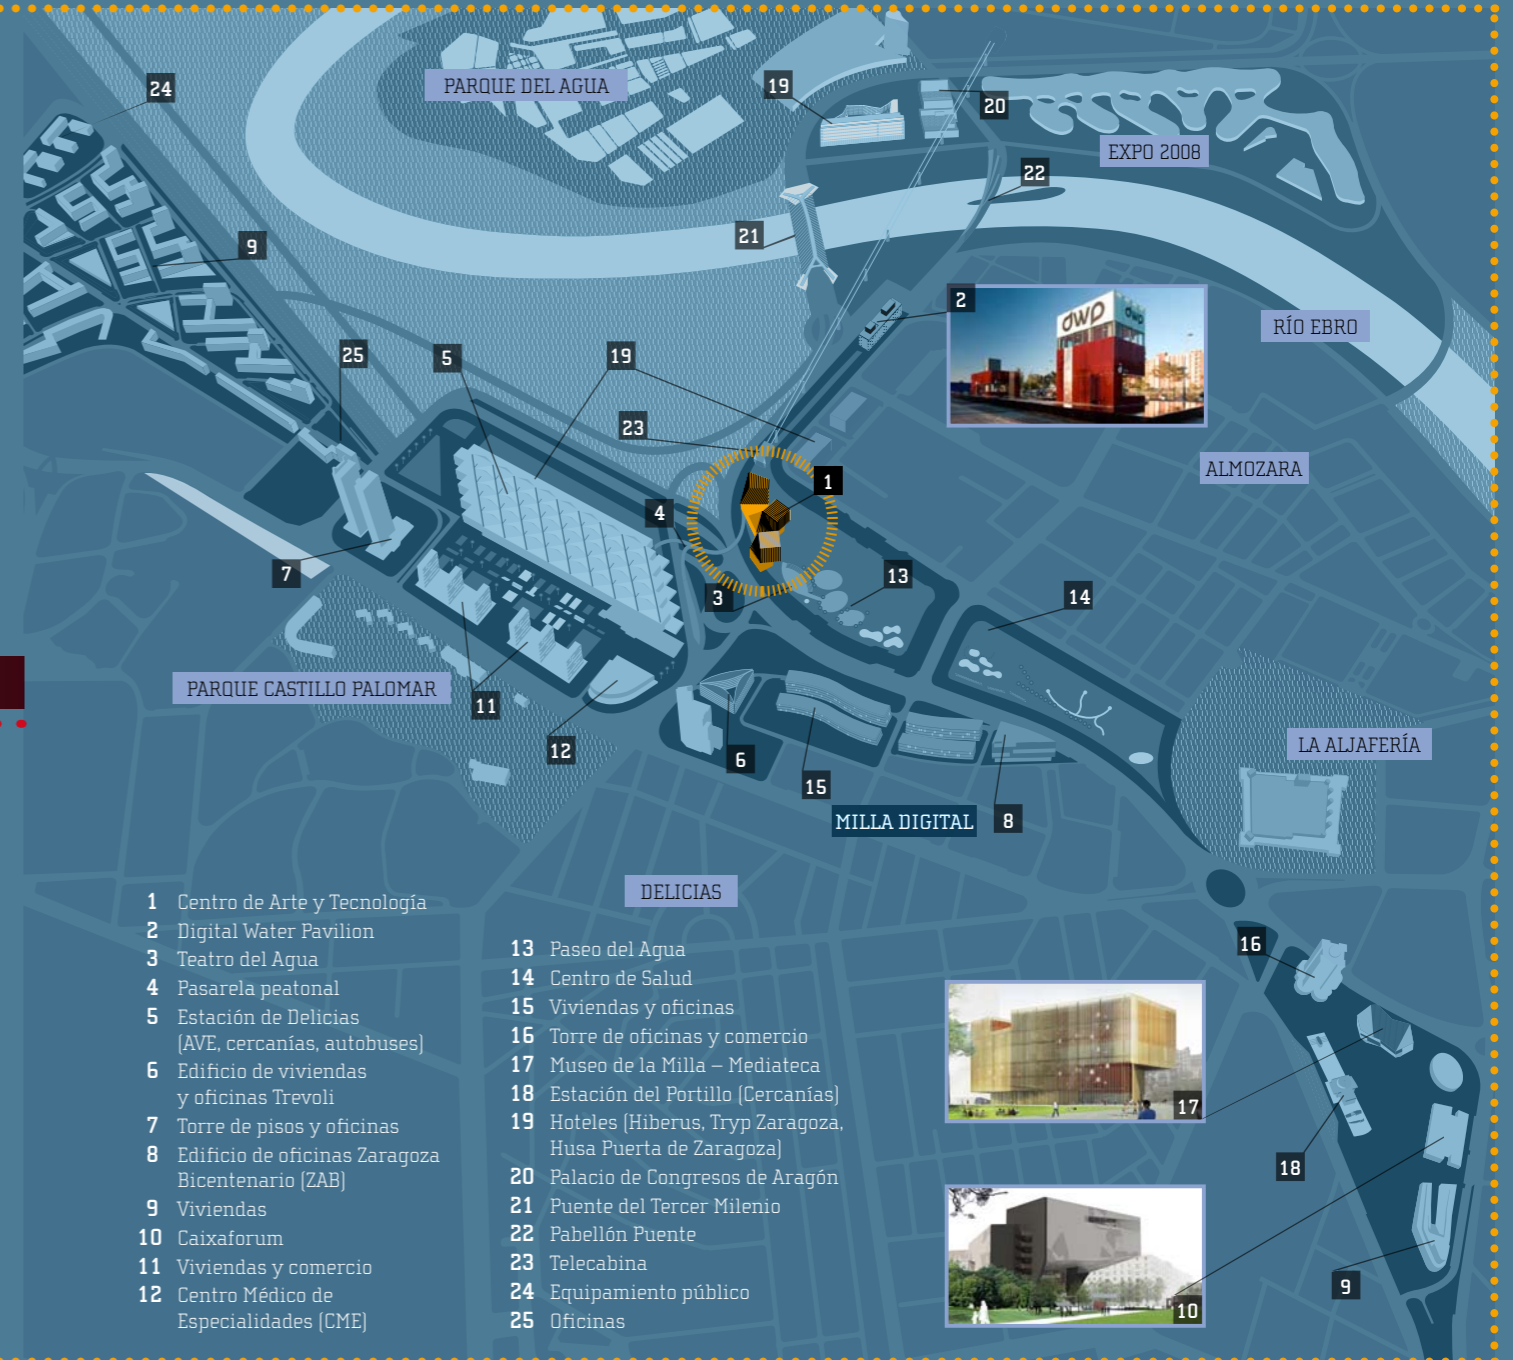 24
PARQUE DEL AGUA
19
20
EXPO 2008
22
21
9
2
DWP
DWP
RÍO EBRO
25
5
19
23
ALMOZARA
1
4
7
3
13
14
PARQUE CASTILLO PALOMAR
11
12
6
15
MILLA DIGITAL
8
LA ALJAFERÍA
DELICIAS
1 Centro de Arte y Tecnología
2 Digital Water Pavilion
3 Teatro del Agua
4 Pasarela peatonal
5 Estación de Delicias
(AVE, cercanías, autobuses)
6 Edificio de viviendas
y oficinas Trevoli
7 Torre de pisos y oficinas
8 Edificio de oficinas Zaragoza
Bicentenario (ZAB)
9 Viviendas
10 Caixaforum
11 Viviendas y comercio
12 Centro Médico de
Especialidades (CME)
13 Paseo del Agua
14 Centro de Salud
15 Viviendas y oficinas
16 Torre de oficinas y comercio
17 Museo de la Milla – Mediateca
18 Estación del Portillo (Cercanías)
19 Hoteles (Hiberus, Tryp Zaragoza,
Husa Puerta de Zaragoza)
20 Palacio de Congresos de Aragón
21 Puente del Tercer Milenio
22 Pabellón Puente
23 Telecabina
24 Equipamiento público
25 Oficinas
16
17
18
10
9